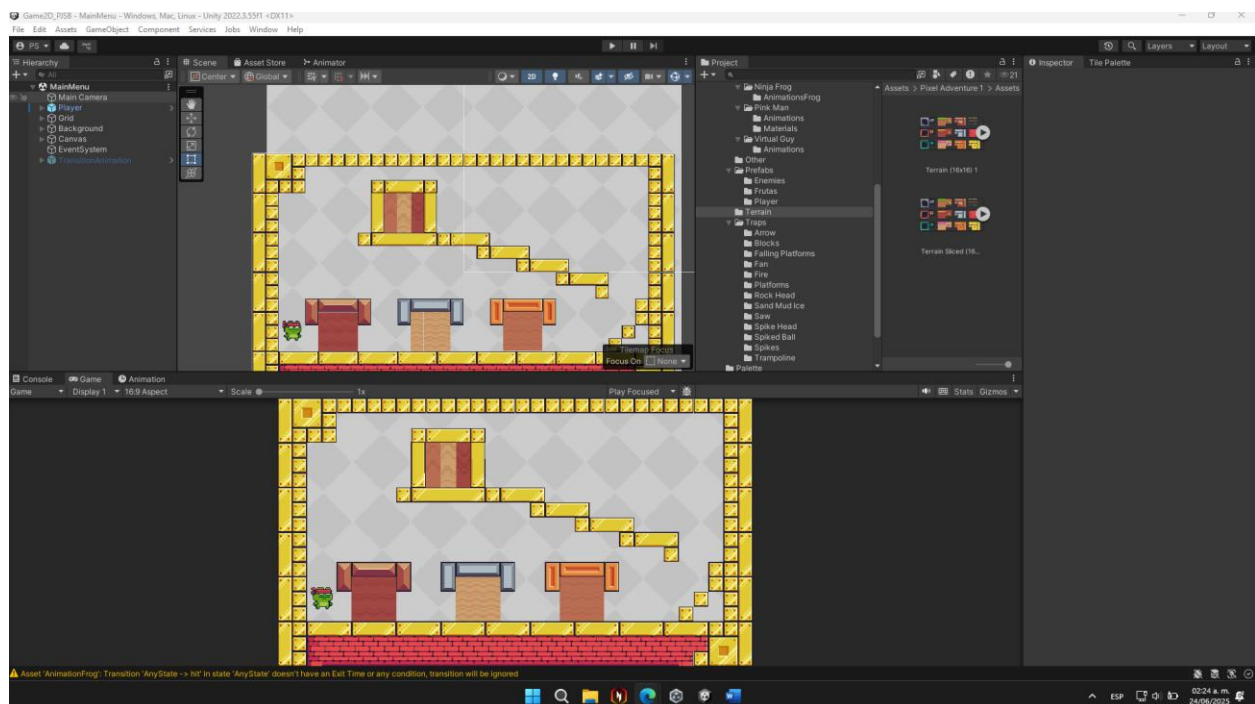 Game2D_PJSB - MainMenu - Windows, Mac, Linux - Unity 2022.3.55f1 <DX11>
File Edit Assets GameObject Component Services Jobs Window Help
PS
Layers Layout
Hierarchy
All
MainMenu
Main Camera
Player
Grid
Background
Canvas
EventSystem
TransitionAnimation
Scene Asset Store Animator
Center Global 2D
Tilemap Focus
Focus On None
Project
21
Ninja Frog
AnimationsFrog
Pink Man
Animations
Materials
Virtual Guy
Animations
Other
Prefabs
Enemies
Frutas
Player
Terrain
Traps
Arrow
Blocks
Falling Platforms
Fan
Fire
Platforms
Rock Head
Sand Mud Ice
Saw
Spike Head
Spiked Ball
Spikes
Trampoline
Palette
Assets > Pixel Adventure 1 > Assets
Terrain (16x16) 1
Terrain Sliced (16...
Inspector Tile Palette
Console Game Animation
Game Display 1 16:9 Aspect Scale 1x Play Focused Stats Gizmos
Asset 'AnimationFrog': Transition 'AnyState -> hit' in state 'AnyState' doesn't have an Exit Time or any condition, transition will be ignored
ESP
02:24 a. m.
24/06/2025